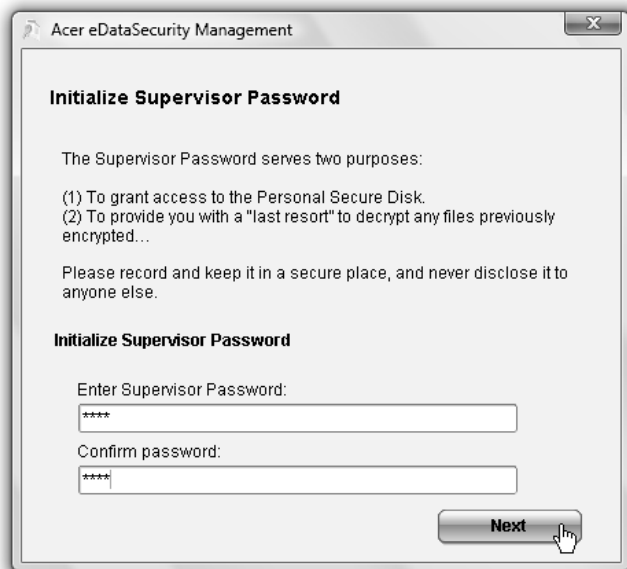 Acer eDataSecurity Management
Initialize Supervisor Password
The Supervisor Password serves two purposes:
(1) To grant access to the Personal Secure Disk.
(2) To provide you with a "last resort" to decrypt any files previously
encrypted...
Please record and keep it in a secure place, and never disclose it to
anyone else.
Initialize Supervisor Password
Enter Supervisor Password:
****
Confirm password:
****
Next